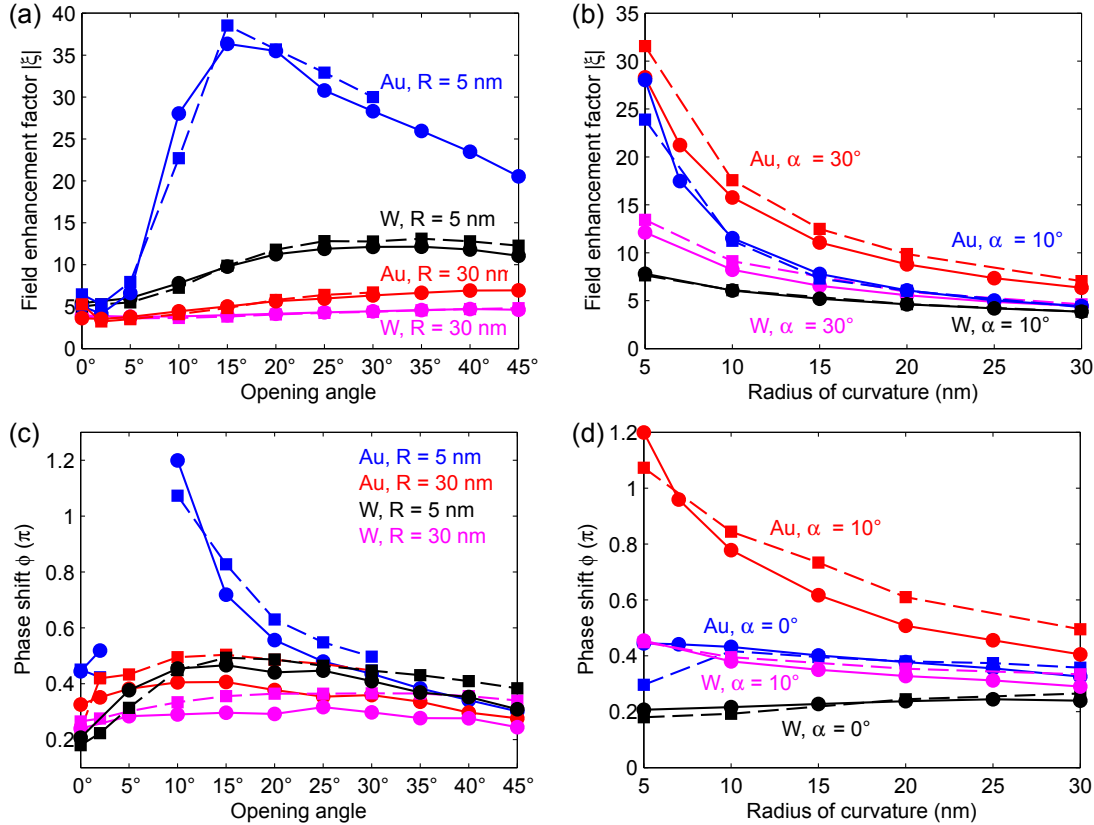 (a)
Field enhancement factor |ξ|
40
35
30
25
20
15
10
5
0
Au, R = 5 nm
W, R = 5 nm
Au, R = 30 nm
W, R = 30 nm
0° 5° 10° 15° 20° 25° 30° 35° 40° 45°
Opening angle
(b)
Field enhancement factor |ξ|
35
30
25
20
15
10
5
0
Au, α = 30°
Au, α = 10°
W, α = 30°
W, α = 10°
5 10 15 20 25 30
Radius of curvature (nm)
(c)
Phase shift ϕ (π)
1.2
1
0.8
0.6
0.4
0.2
Au, R = 5 nm
Au, R = 30 nm
W, R = 5 nm
W, R = 30 nm
0° 5° 10° 15° 20° 25° 30° 35° 40° 45°
Opening angle
(d)
Phase shift ϕ (π)
1.2
1
0.8
0.6
0.4
0.2
0
Au, α = 10°
Au, α = 0°
W, α = 10°
W, α = 0°
5 10 15 20 25 30
Radius of curvature (nm)